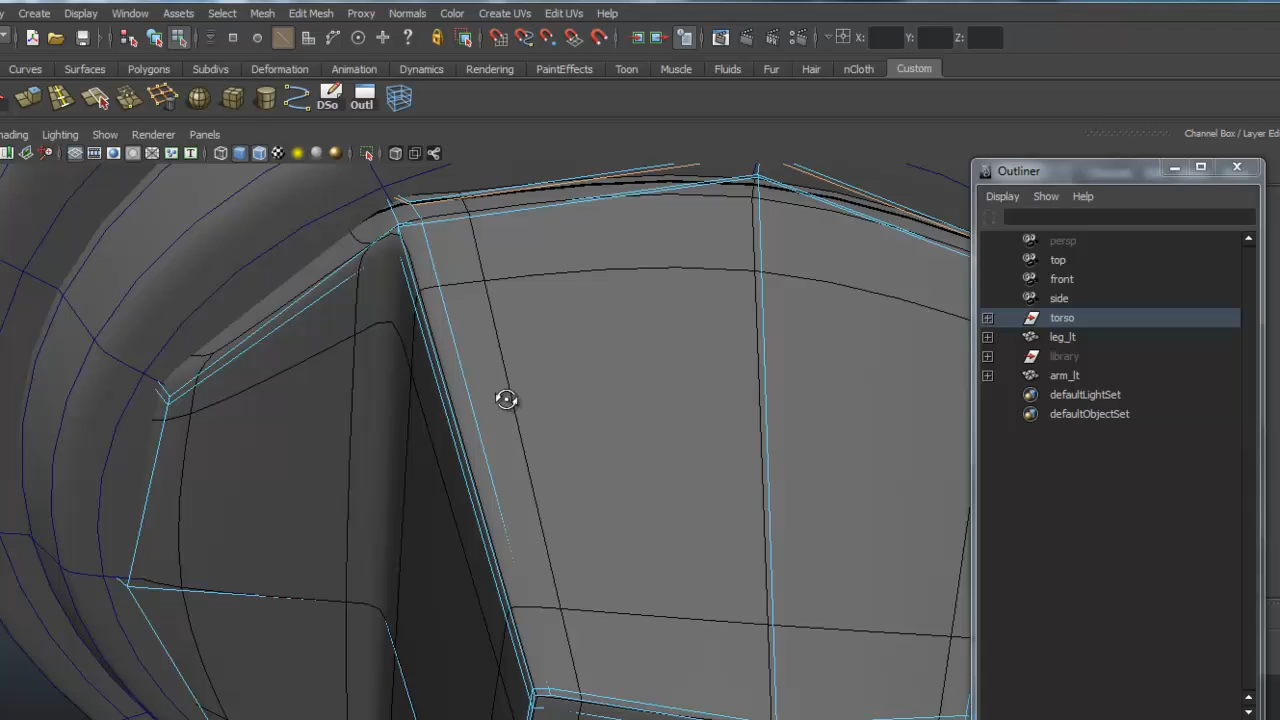 Create Display Window Assets Select Mesh Edit Mesh Proxy Normals Color Create UVs Edit UVs Help
X: Y: Z:
Curves Surfaces Polygons Subdivs Deformation Animation Dynamics Rendering PaintEffects Toon Muscle Fluids Fur Hair nCloth Custom
DSo Outl
hading Lighting Show Renderer Panels
Channel Box / Layer Ed
Outliner
Display Show Help
persp
top
front
side
torso
leg_lt
library
arm_lt
defaultLightSet
defaultObjectSet